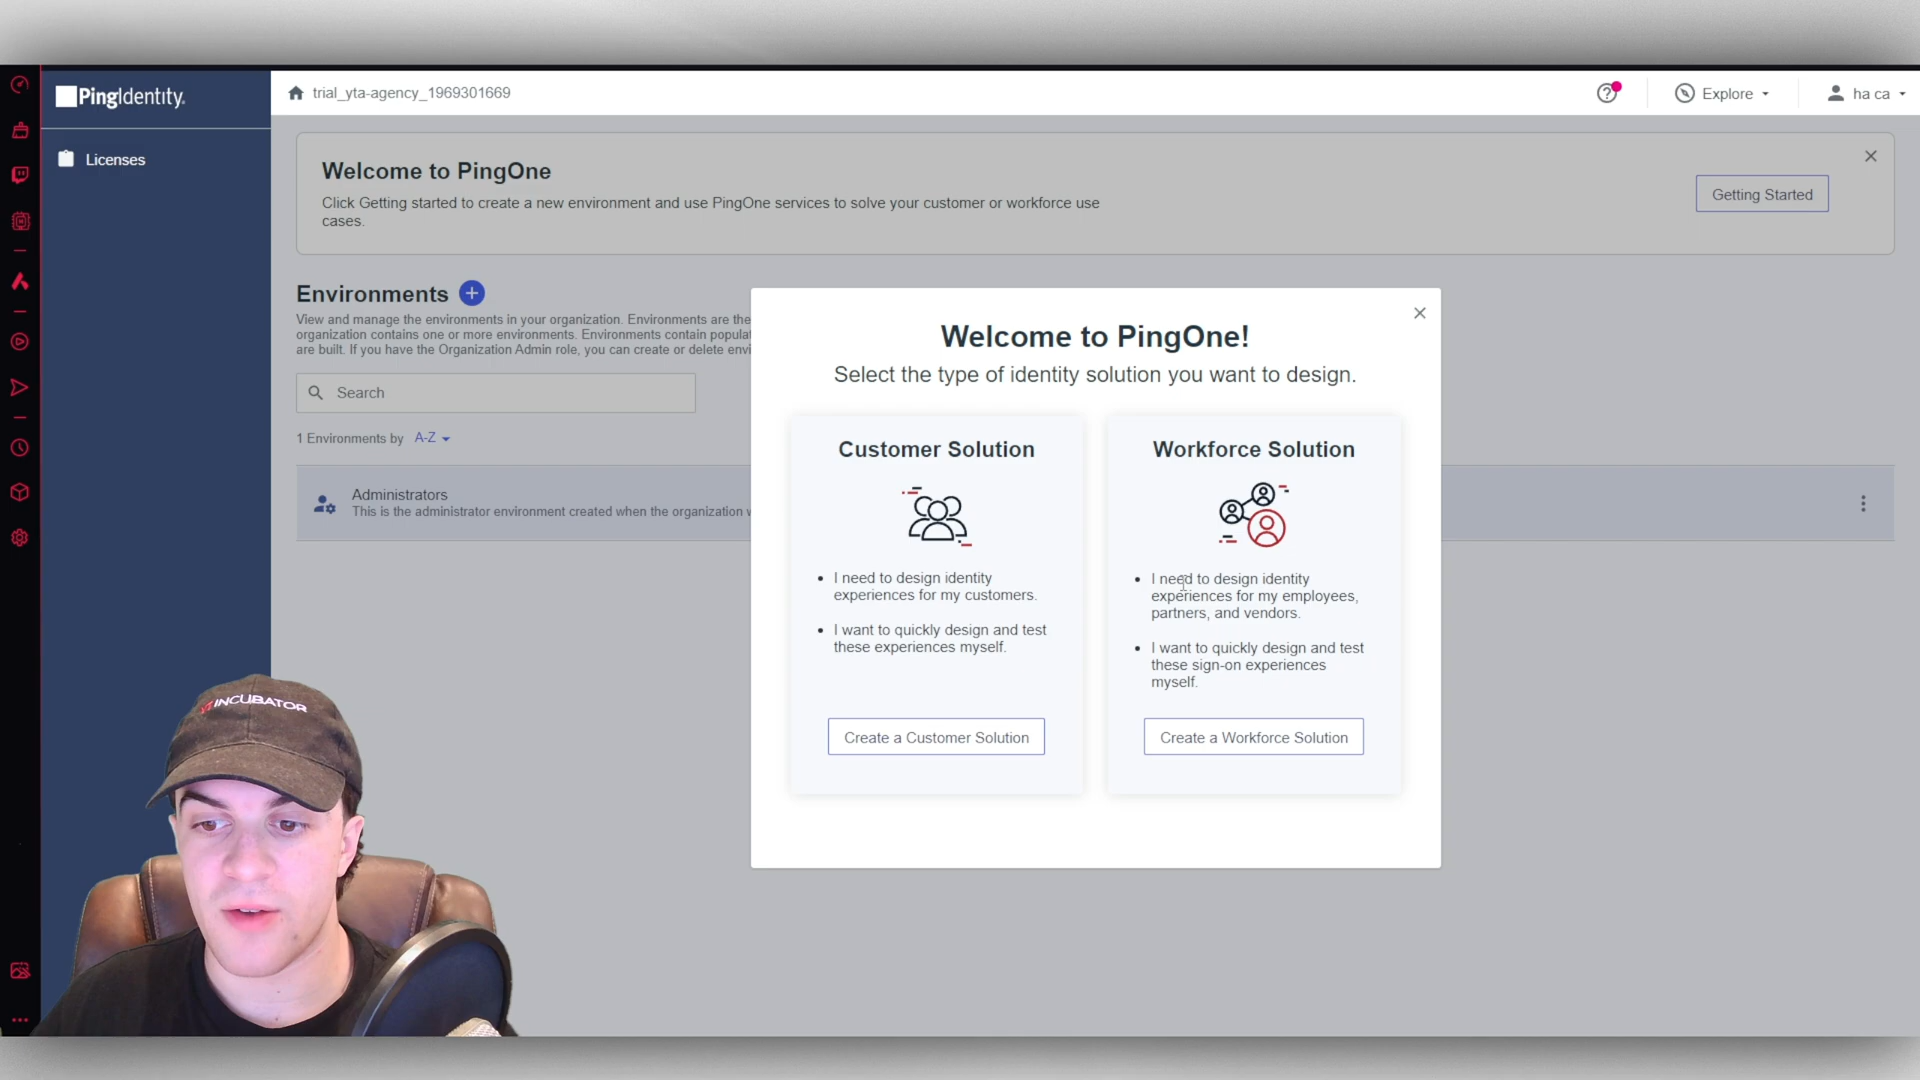 PingIdentity.
trial_yta-agency_1969301669
Explore
ha ca
Licenses
Welcome to PingOne
Click Getting started to create a new environment and use PingOne services to solve your customer or workforce use
cases.
Getting Started
Environments
View and manage the environments in your organization. Environments are the
organization contains one or more environments. Environments contain populat
are built. If you have the Organization Admin role, you can create or delete envi
Search
1 Environments by A-Z
Administrators
This is the administrator environment created when the organization w
Welcome to PingOne!
Select the type of identity solution you want to design.
Customer Solution
I need to design identity
experiences for my customers.
I want to quickly design and test
these experiences myself.
Create a Customer Solution
Workforce Solution
I need to design identity
experiences for my employees,
partners, and vendors.
I want to quickly design and test
these sign-on experiences
myself.
Create a Workforce Solution
YTINCUBATOR